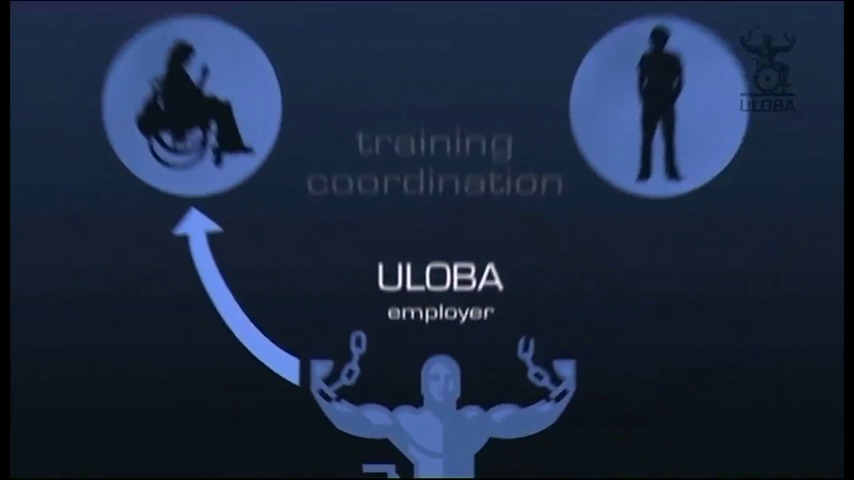 ULOBA
training
coordination
ULOBA
employer